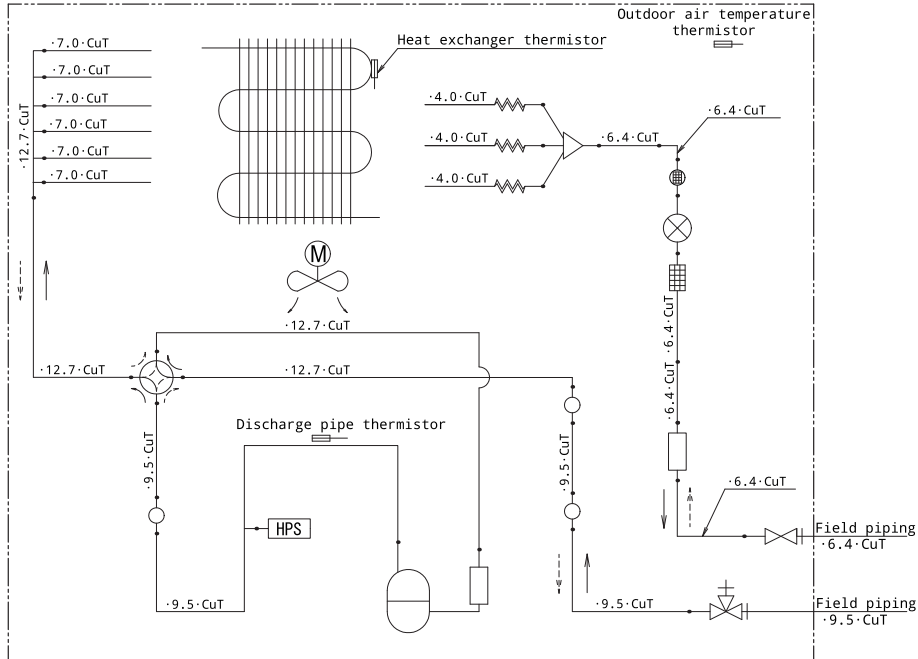 Outdoor air temperature
thermistor
Heat exchanger thermistor
·7.0·CuT
·7.0·CuT
·7.0·CuT
·7.0·CuT
·7.0·CuT
·7.0·CuT
·12.7·CuT
·4.0·CuT
·4.0·CuT
·4.0·CuT
·6.4·CuT
·6.4·CuT
M
·6.4·CuT
·6.4·CuT
·12.7·CuT
·12.7·CuT
·12.7·CuT
Discharge pipe thermistor
·9.5·CuT
·9.5·CuT
·6.4·CuT
HPS
Field piping
·6.4·CuT
·9.5·CuT
·9.5·CuT
Field piping
·9.5·CuT